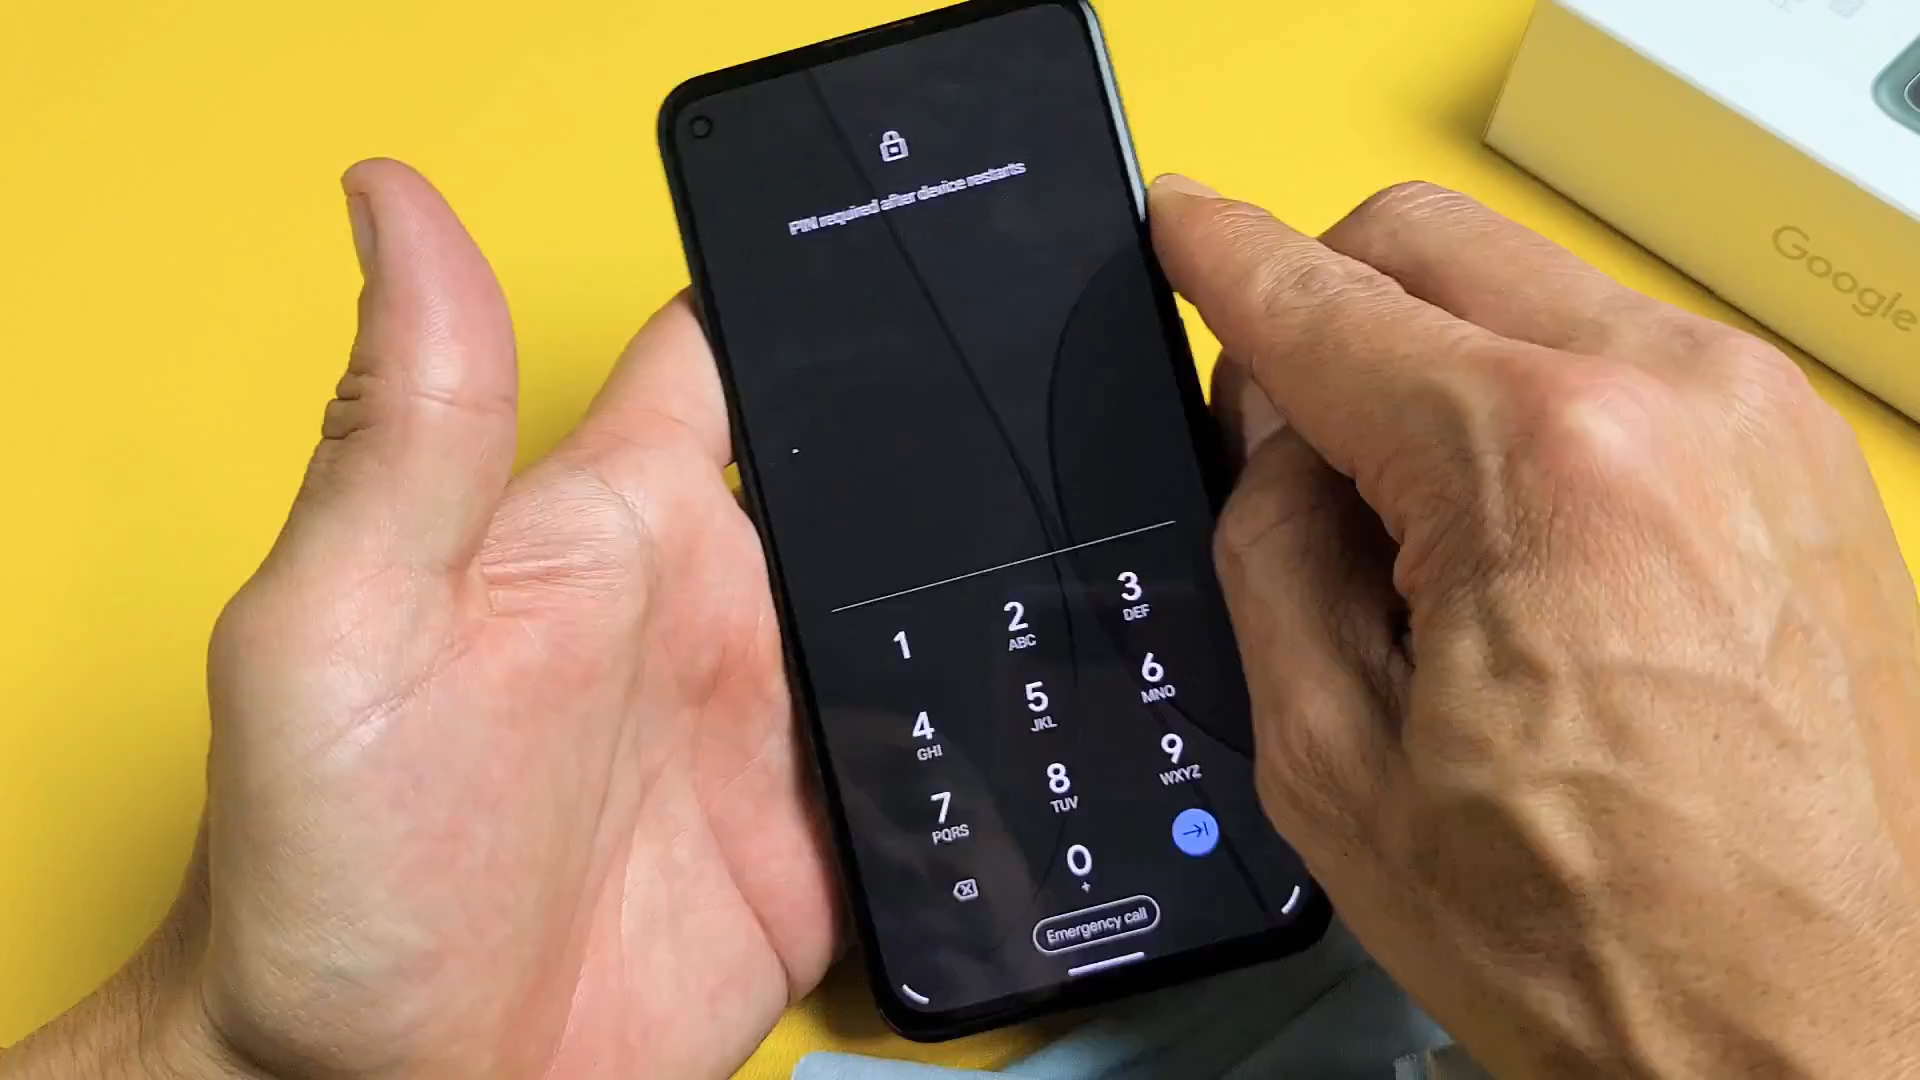 PIN required after device restarts
1
2
ABC
3
DEF
4
GHI
5
JKL
6
MNO
7
PQRS
8
TUV
9
WXYZ
0
+
Emergency call
Google